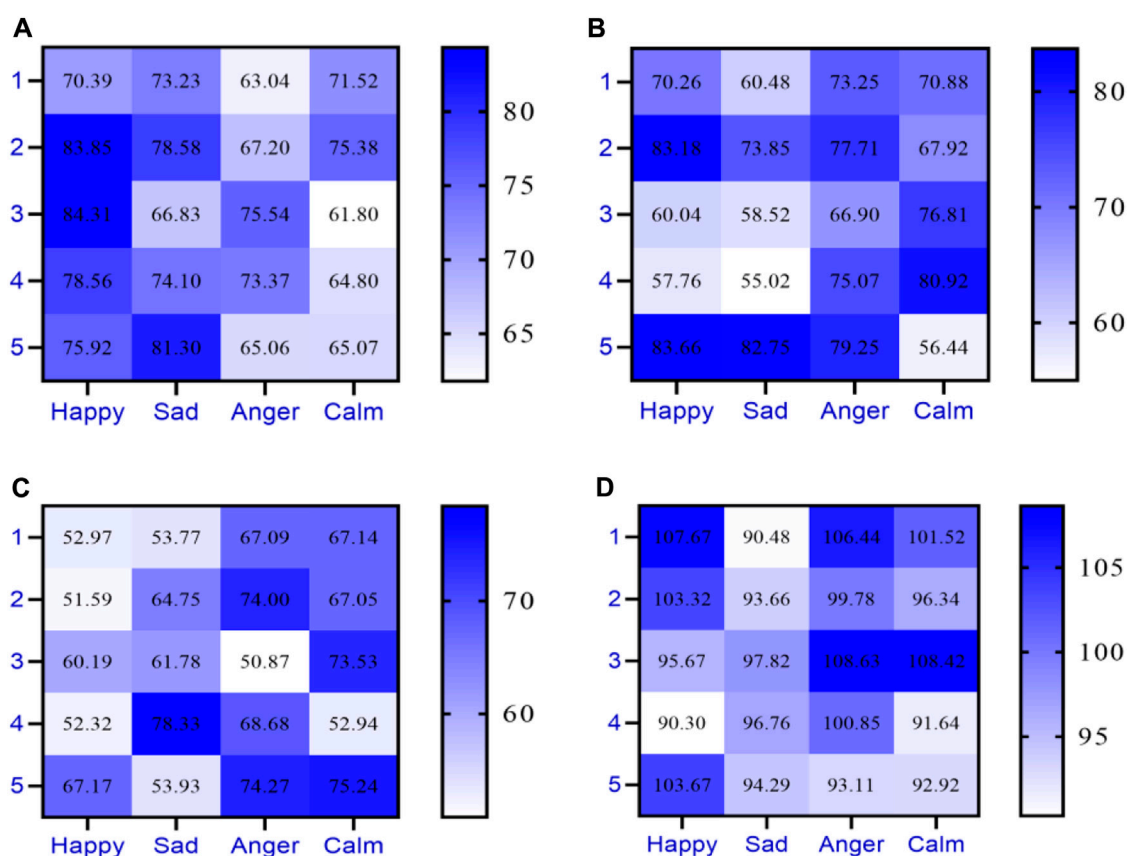 A
1 70.39 73.23 63.04 71.52
2 83.85 78.58 67.20 75.38
3 84.31 66.83 75.54 61.80
4 78.56 74.10 73.37 64.80
5 75.92 81.30 65.06 65.07
Happy Sad Anger Calm
80
75
70
65
B
1 70.26 60.48 73.25 70.88
2 83.18 73.85 77.71 67.92
3 60.04 58.52 66.90 76.81
4 57.76 55.02 75.07 80.92
5 83.66 82.75 79.25 56.44
Happy Sad Anger Calm
80
70
60
C
1 52.97 53.77 67.09 67.14
2 51.59 64.75 74.00 67.05
3 60.19 61.78 50.87 73.53
4 52.32 78.33 68.68 52.94
5 67.17 53.93 74.27 75.24
Happy Sad Anger Calm
70
60
D
1 107.67 90.48 106.44 101.52
2 103.32 93.66 99.78 96.34
3 95.67 97.82 108.63 108.42
4 90.30 96.76 100.85 91.64
5 103.67 94.29 93.11 92.92
Happy Sad Anger Calm
105
100
95